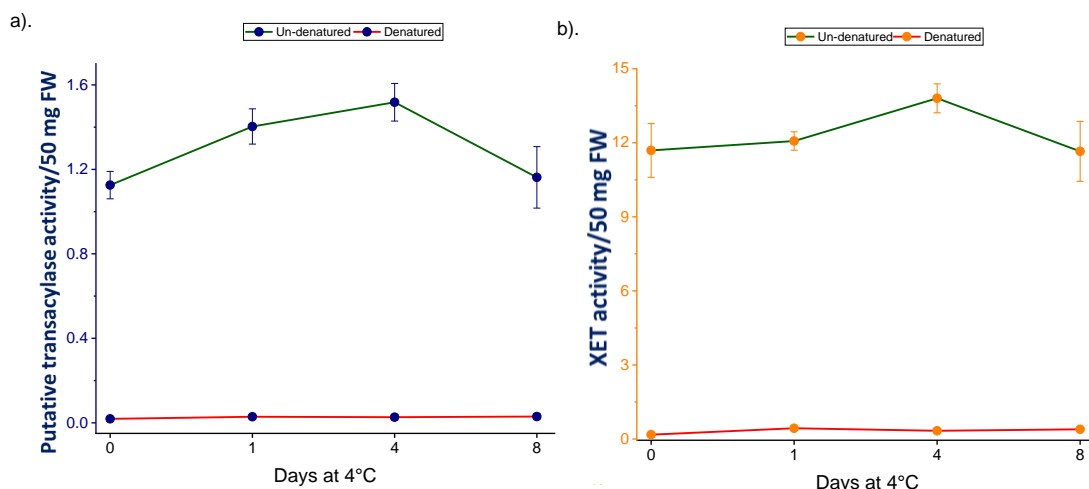 a).
Un-denatured Denatured
Putative transacylase activity/50 mg FW
1.6
1.2
0.8
0.4
0.0
0 1 4 8
Days at 4°C
b).
Un-denatured Denatured
XET activity/50 mg FW
15
12
9
6
3
0
0 1 4 8
Days at 4°C